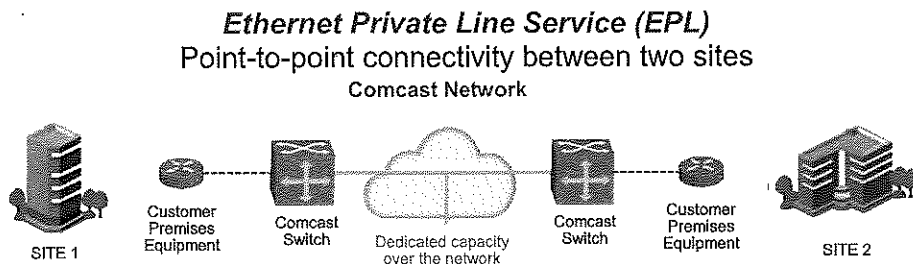 Ethernet Private Line Service (EPL)
Point-to-point connectivity between two sites
Comcast Network
SITE 1
Customer
Premises
Equipment
Comcast
Switch
Dedicated capacity
over the network
Comcast
Switch
Customer
Premises
Equipment
SITE 2